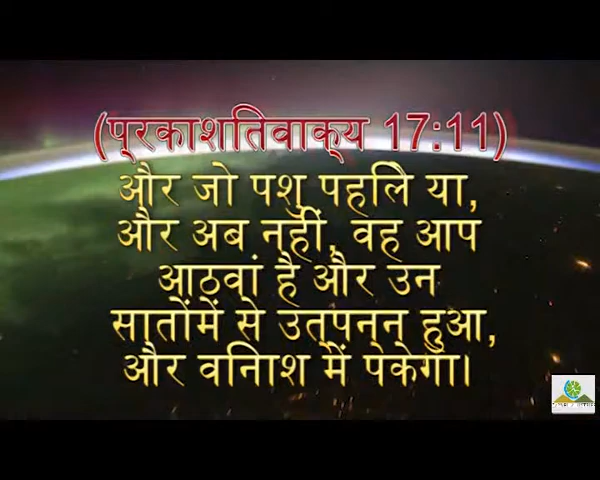 (प्रकाशतिवाक्य 17:11)
और जो पशु पहलिे या,
और अब नहीं, वह आप
आठवां है और उन
सातोंमें से उत्पन्न हुआ,
और वनिाश में पकेगा।